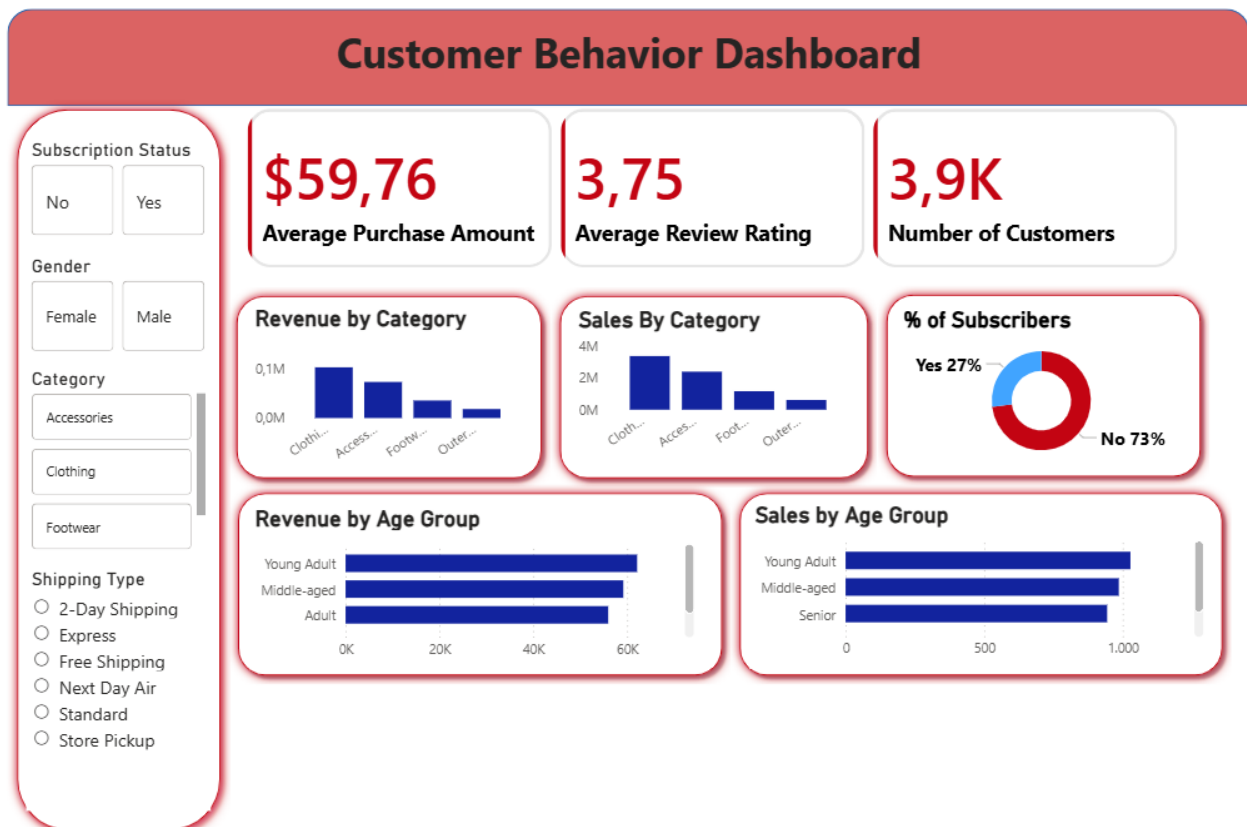 Customer Behavior Dashboard
Subscription Status
No Yes
Gender
Female Male
Category
Accessories
Clothing
Footwear
Shipping Type
2-Day Shipping
Express
Free Shipping
Next Day Air
Standard
Store Pickup
$59,76
Average Purchase Amount
3,75
Average Review Rating
3,9K
Number of Customers
Revenue by Category
0,1M
0,0M
Clothi... Access... Footw... Outer...
Sales By Category
4M
2M
0M
Cloth... Acces... Foot... Outer...
% of Subscribers
Yes 27%
No 73%
Revenue by Age Group
Young Adult
Middle-aged
Adult
0K 20K 40K 60K
Sales by Age Group
Young Adult
Middle-aged
Senior
0 500 1.000